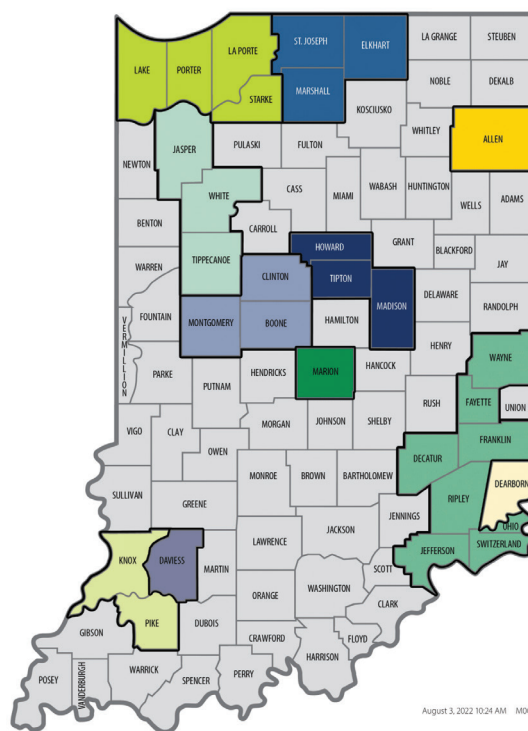 ST. JOSEPH
ELKHART
LA GRANGE
STEUBEN
LA PORTE
LAKE
PORTER
MARSHALL
NOBLE
DEKALB
STARKE
KOSCIUSKO
WHITLEY
ALLEN
JASPER
PULASKI
FULTON
NEWTON
WHITE
CASS
MIAMI
WABASH
HUNTINGTON
WELLS
ADAMS
BENTON
CARROLL
GRANT
BLACKFORD
JAY
HOWARD
TIPPECANOE
WARREN
CLINTON
TIPTON
DELAWARE
RANDOLPH
MADISON
FOUNTAIN
MONTGOMERY
BOONE
HAMILTON
VERMILLION
HENRY
WAYNE
PARKE
HENDRICKS
MARION
HANCOCK
PUTNAM
RUSH
FAYETTE
UNION
MORGAN
JOHNSON
SHELBY
VIGO
CLAY
OWEN
FRANKLIN
DECATUR
MONROE
BROWN
BARTHOLOMEW
DEARBORN
SULLIVAN
GREENE
RIPLEY
JENNINGS
OHIO
JACKSON
LAWRENCE
SWITZERLAND
JEFFERSON
KNOX
DAVIESS
MARTIN
SCOTT
ORANGE
WASHINGTON
CLARK
PIKE
DUBOIS
GIBSON
CRAWFORD
FLOYD
HARRISON
POSEY
VANDERBURGH
WARRICK
SPENCER
PERRY
August 3, 2022 10:24 AM